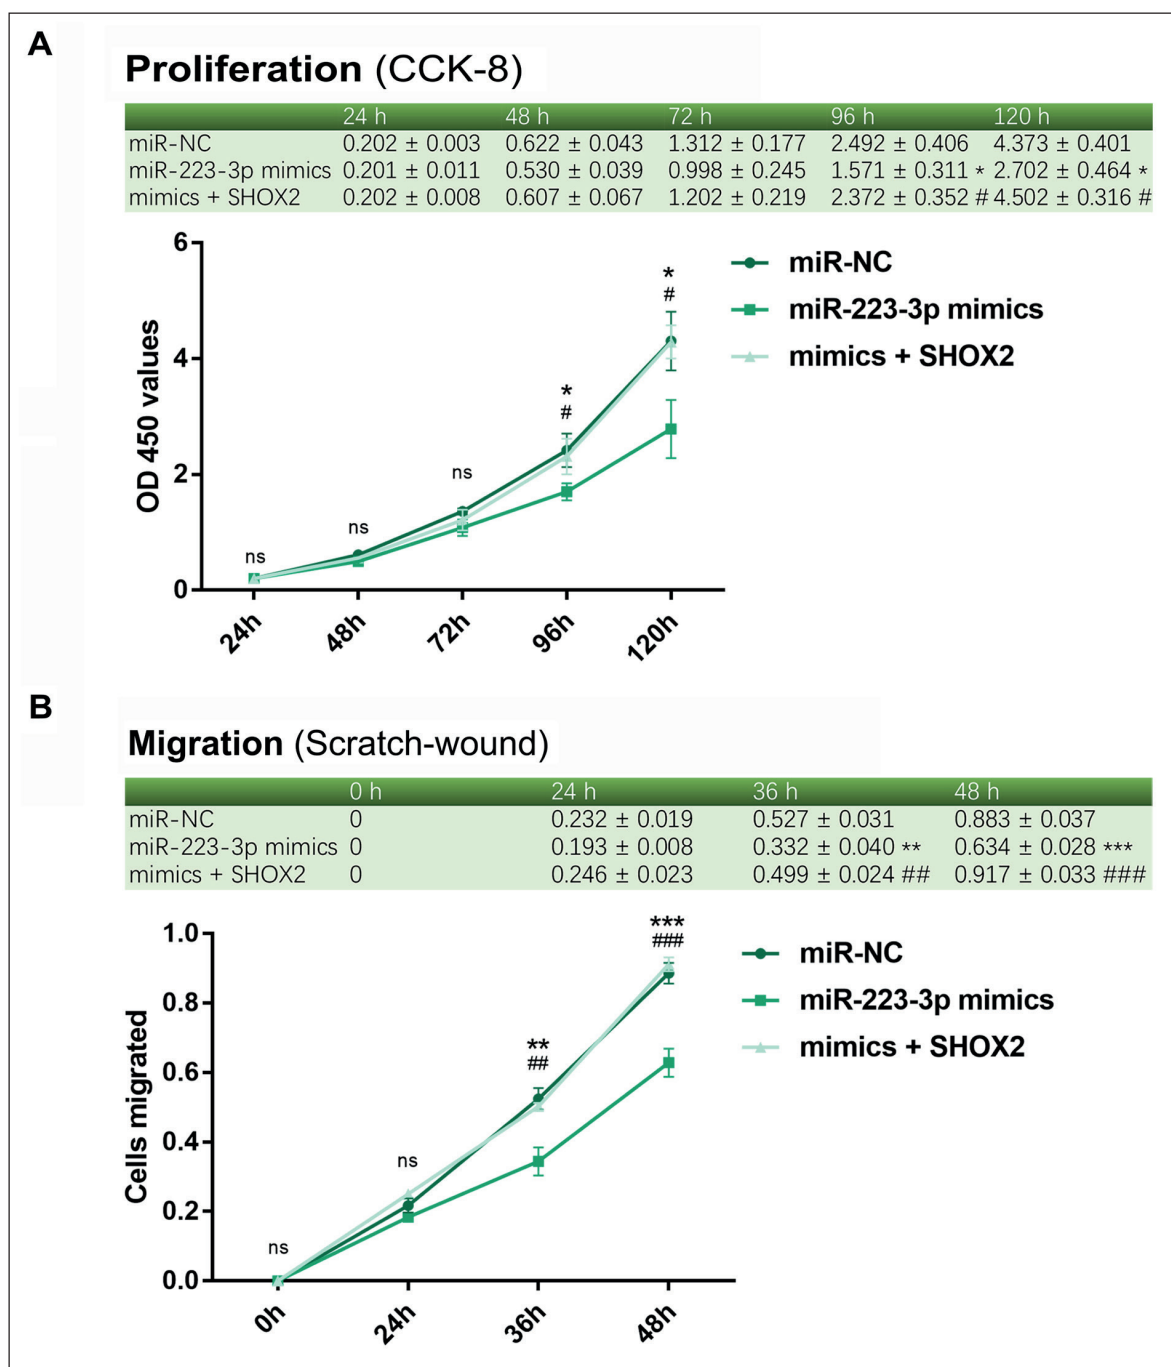 A
Proliferation (CCK-8)
24 h 48 h 72 h 96 h 120 h
miR-NC 0.202 ± 0.003 0.622 ± 0.043 1.312 ± 0.177 2.492 ± 0.406 4.373 ± 0.401
miR-223-3p mimics 0.201 ± 0.011 0.530 ± 0.039 0.998 ± 0.245 1.571 ± 0.311 * 2.702 ± 0.464 *
mimics + SHOX2 0.202 ± 0.008 0.607 ± 0.067 1.202 ± 0.219 2.372 ± 0.352 # 4.502 ± 0.316 #
6
4
2
0
OD 450 values
ns
ns
ns
*
#
*
#
24h 48h 72h 96h 120h
miR-NC
miR-223-3p mimics
mimics + SHOX2
B
Migration (Scratch-wound)
0 h 24 h 36 h 48 h
miR-NC 0 0.232 ± 0.019 0.527 ± 0.031 0.883 ± 0.037
miR-223-3p mimics 0 0.193 ± 0.008 0.332 ± 0.040 ** 0.634 ± 0.028 ***
mimics + SHOX2 0 0.246 ± 0.023 0.499 ± 0.024 ## 0.917 ± 0.033 ###
1.0
0.8
0.6
0.4
0.2
0.0
Cells migrated
ns
ns
**
##
***
###
0h 24h 36h 48h
miR-NC
miR-223-3p mimics
mimics + SHOX2